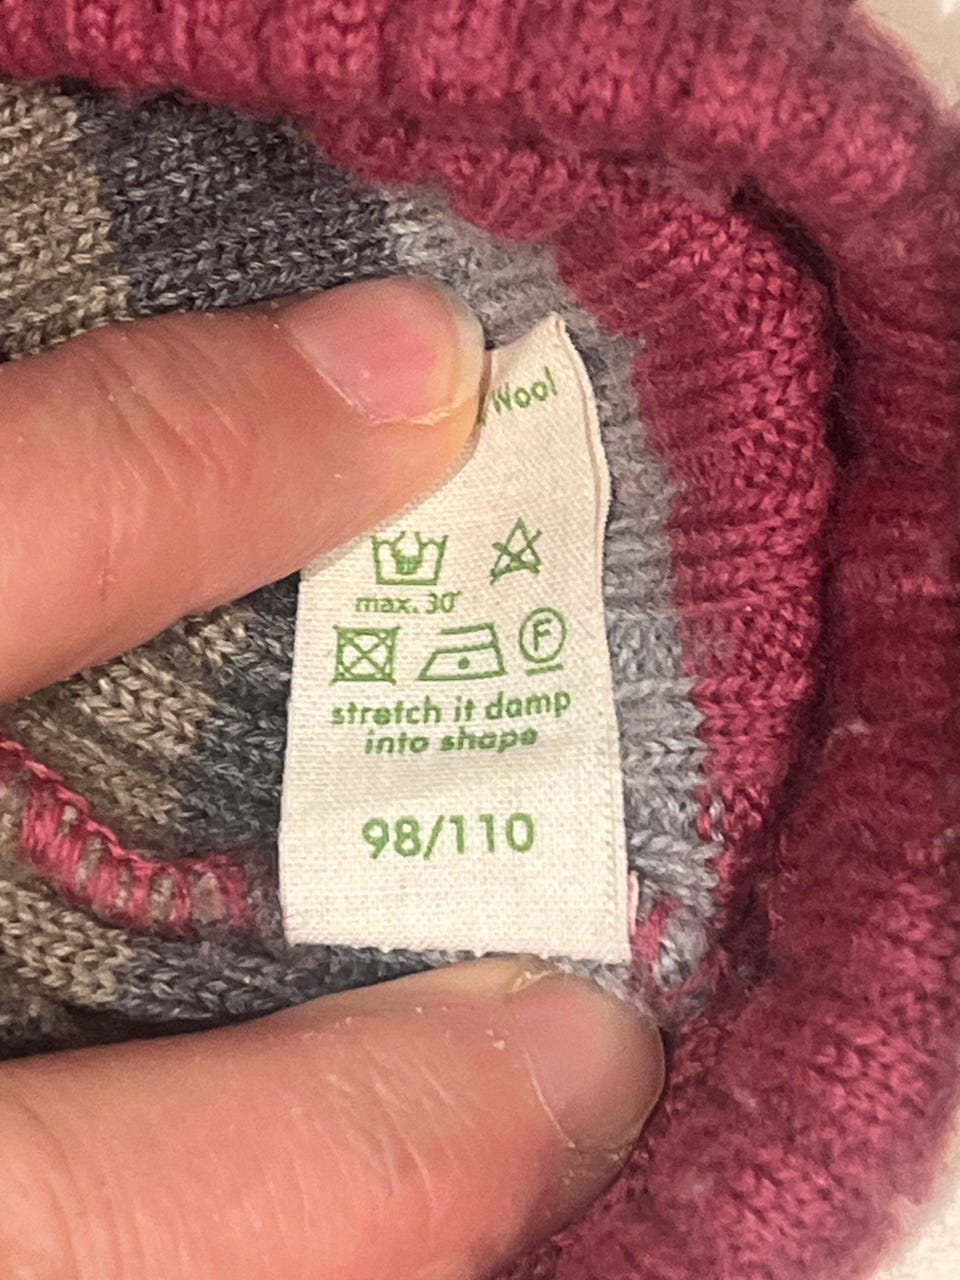 Wool
max. 30°
F
stretch it damp
into shape
98/110